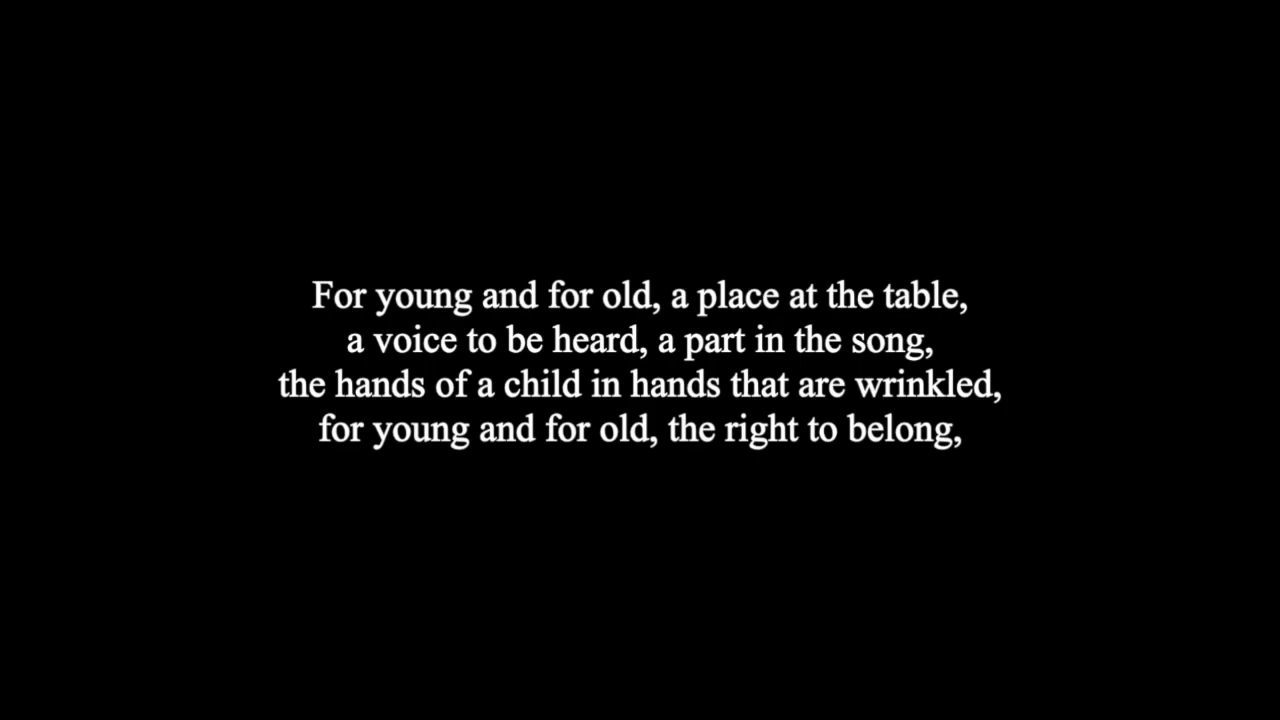 For young and for old, a place at the table,
a voice to be heard, a part in the song,
the hands of a child in hands that are wrinkled,
for young and for old, the right to belong,